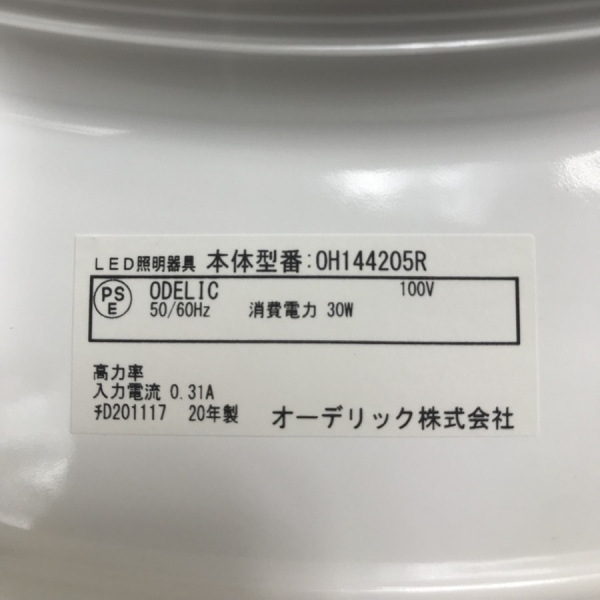 LED照明器具 本体型番:OH144205R
PSE ODELIC 100V
50/60Hz 消費電力 30W
高力率
入力電流 0.31A
ﾁD201117 20年製 オーデリック株式会社